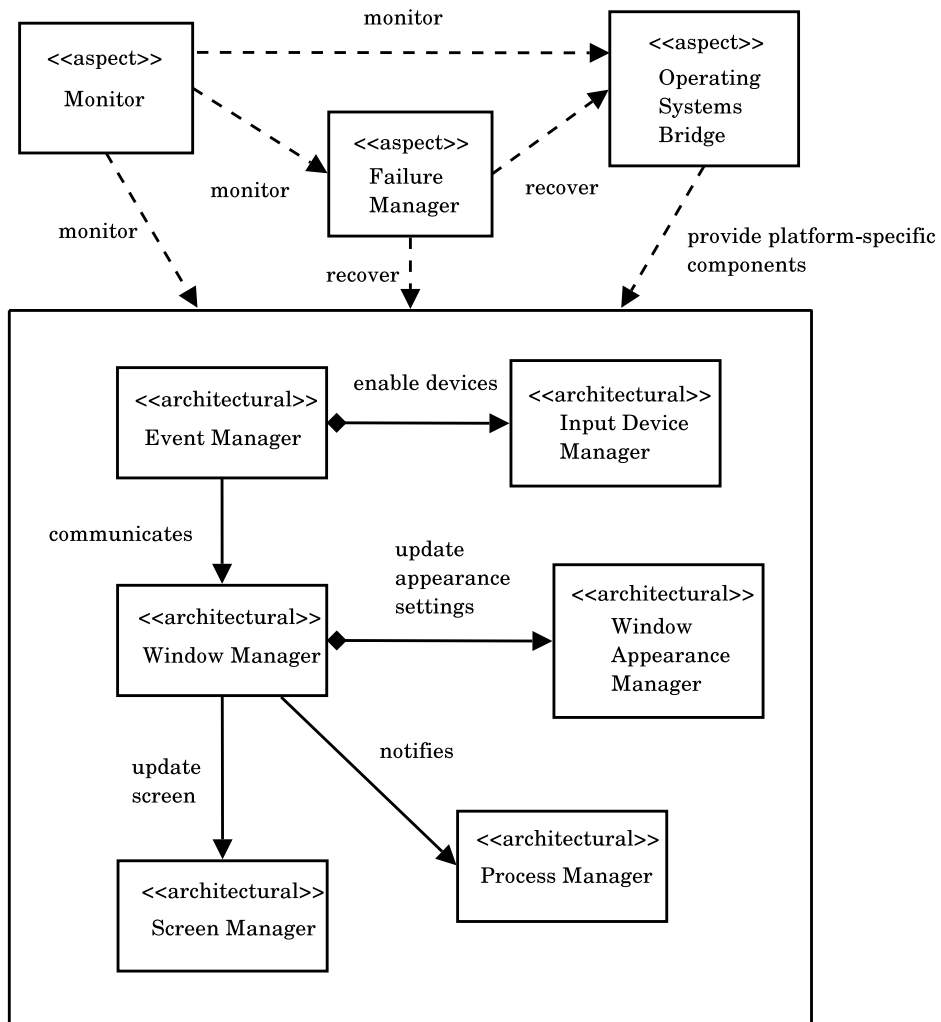 monitor
<<aspect>>
Monitor
<<aspect>>
Operating
Systems
Bridge
<<aspect>>
Failure
Manager
monitor
recover
monitor
recover
provide platform-specific
components
<<architectural>>
Event Manager
enable devices
<<architectural>>
Input Device
Manager
communicates
update
appearance
settings
<<architectural>>
Window Manager
<<architectural>>
Window
Appearance
Manager
update
screen
notifies
<<architectural>>
Process Manager
<<architectural>>
Screen Manager